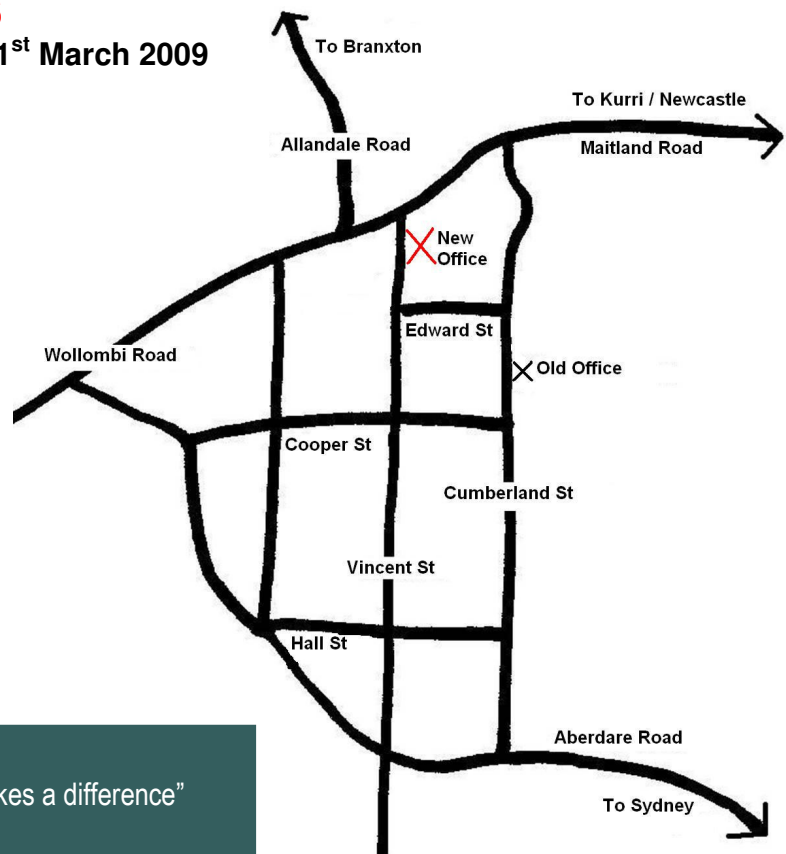 1st March 2009
To Branxton
To Kurri / Newcastle
Allandale Road
Maitland Road
New
Office
Edward St
Wollombi Road
Old Office
Cooper St
Cumberland St
Vincent St
Hall St
Aberdare Road
kes a difference”
To Sydney